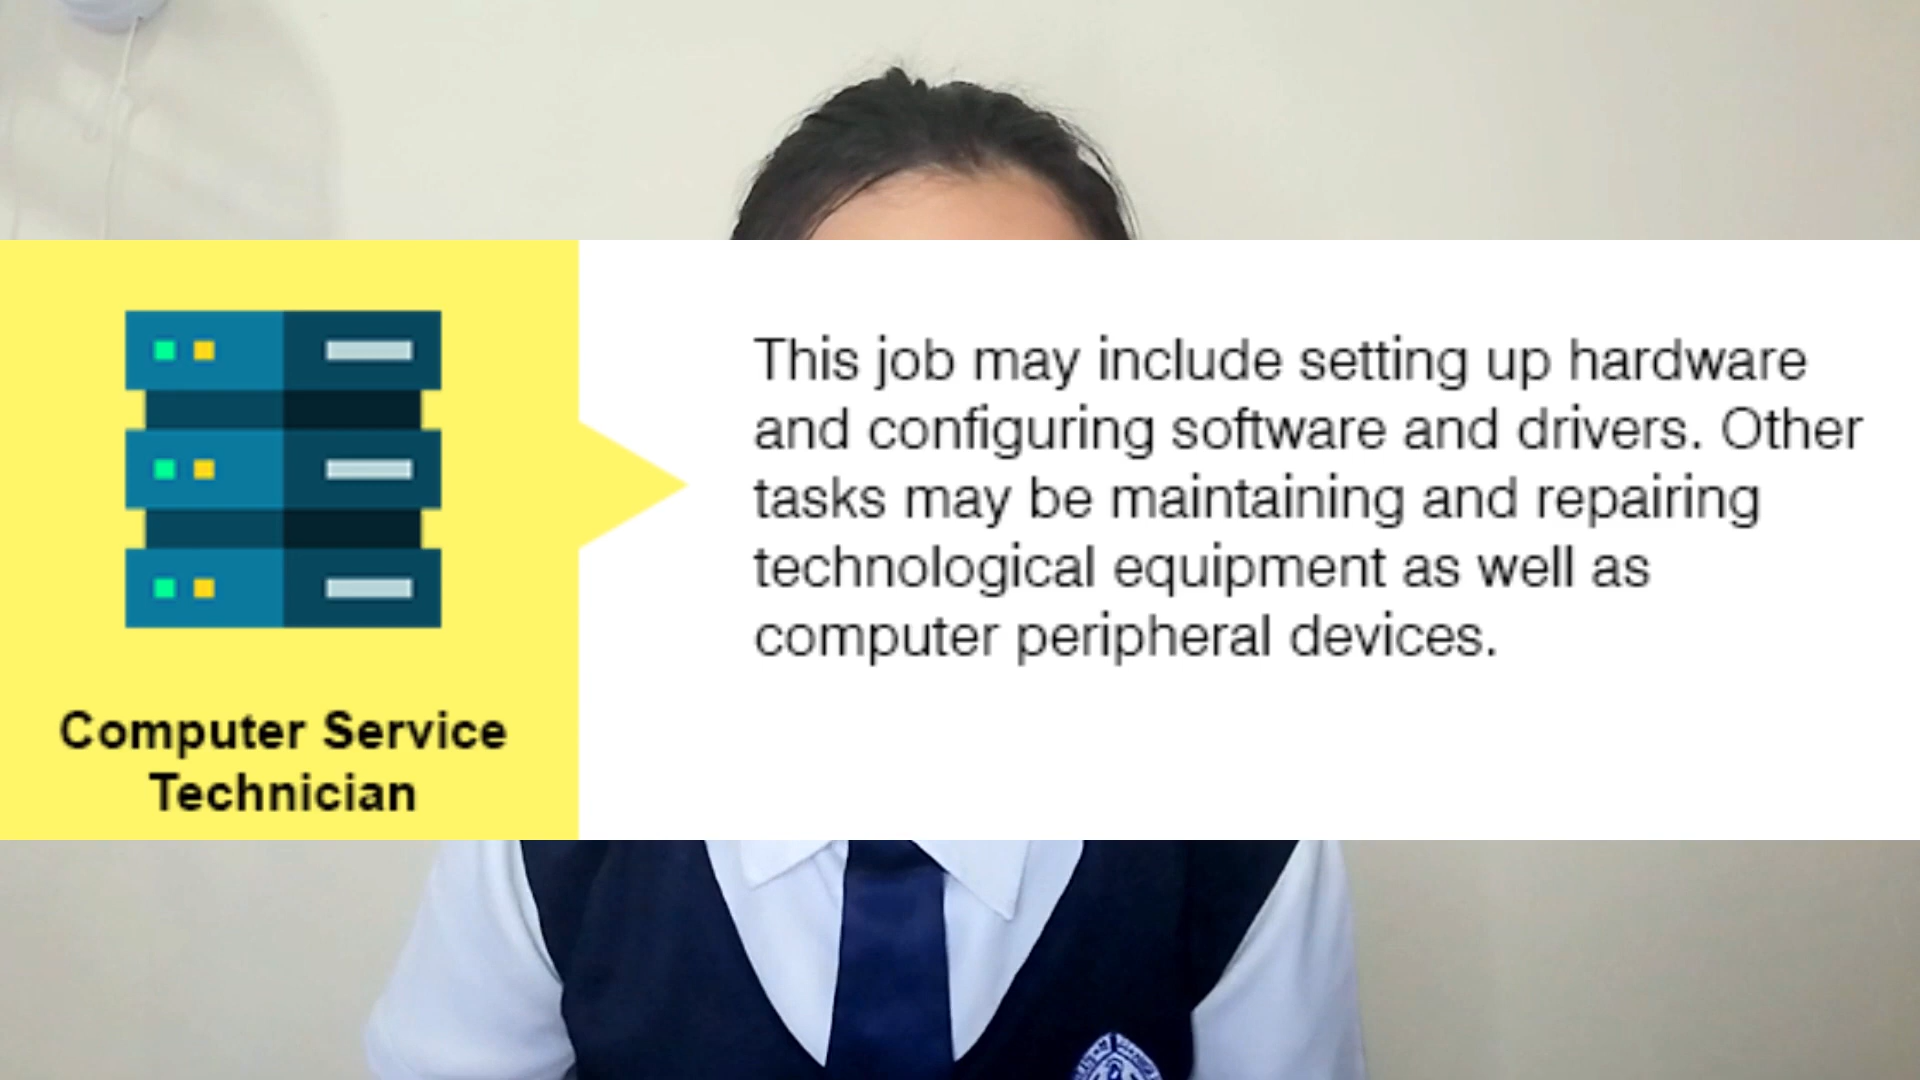 This job may include setting up hardware
and configuring software and drivers. Other
tasks may be maintaining and repairing
technological equipment as well as
computer peripheral devices.
Computer Service
Technician